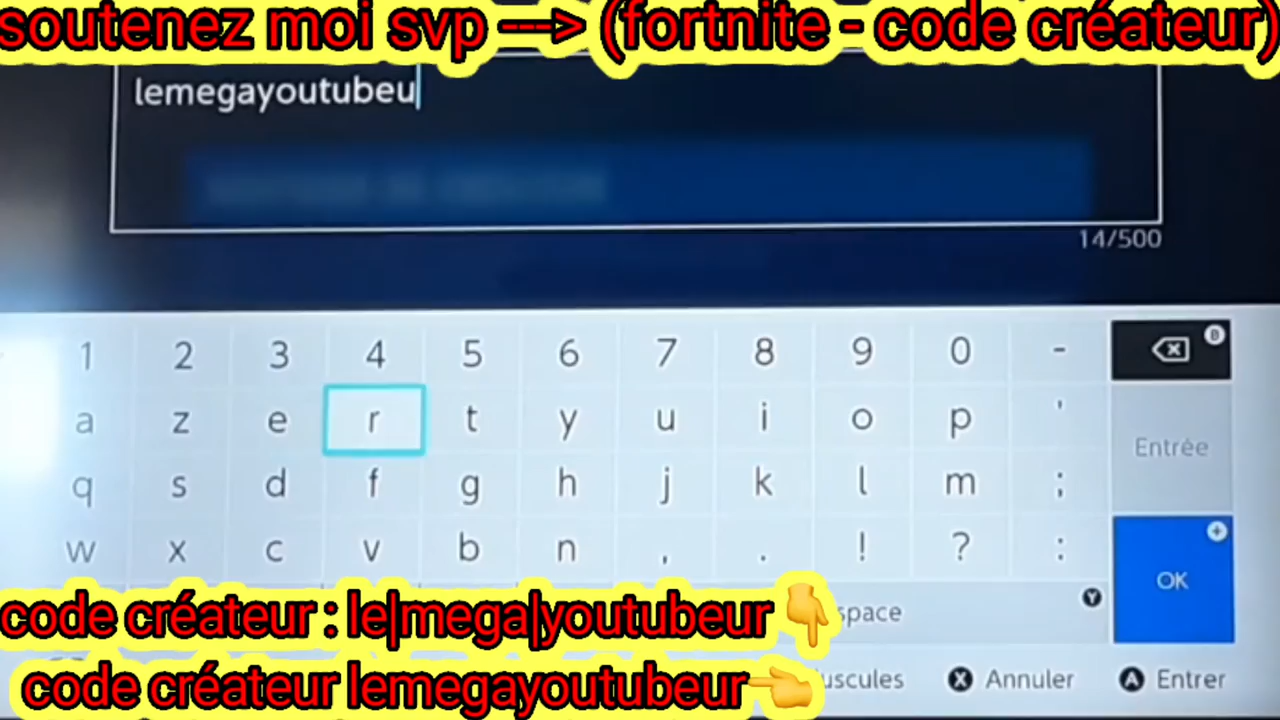 soutenez moi svp ---> (fortnite - code créateur)
lemegayoutubeu
14/500
1 2 3 4 5 6 7 8 9 0 -
a z e r t y u i o p '
Entrée
q s d f g h j k l m ;
w x c v b n , . ! ? :
OK
code créateur : le|mega|youtubeur 👇 space Y
code créateur lemegayoutubeur 👈 uscules X Annuler A Entrer